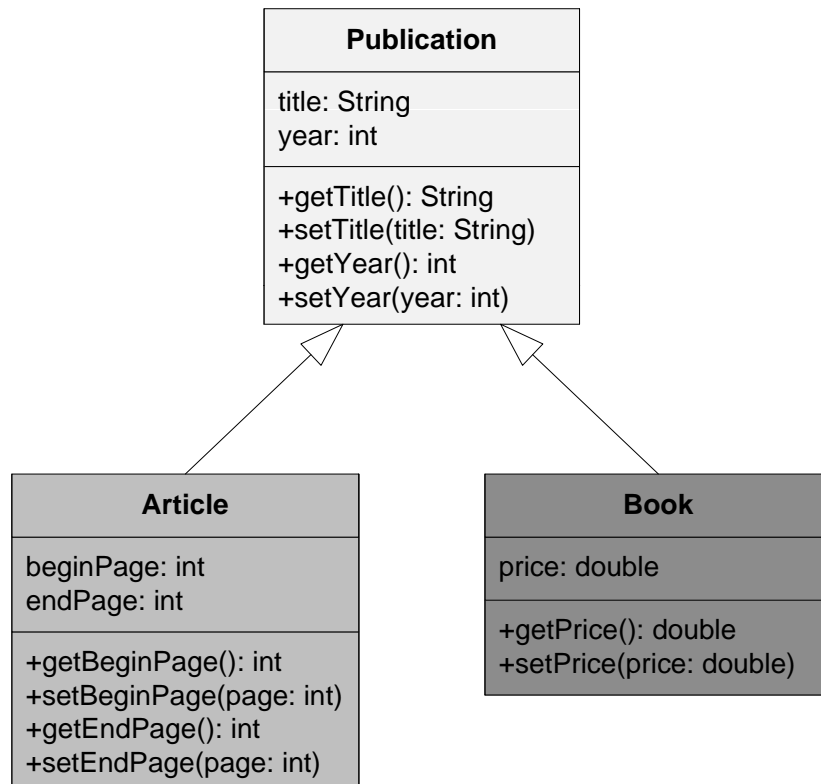 Publication
title: String
year: int
+getTitle(): String
+setTitle(title: String)
+getYear(): int
+setYear(year: int)
Article
beginPage: int
endPage: int
+getBeginPage(): int
+setBeginPage(page: int)
+getEndPage(): int
+setEndPage(page: int)
Book
price: double
+getPrice(): double
+setPrice(price: double)